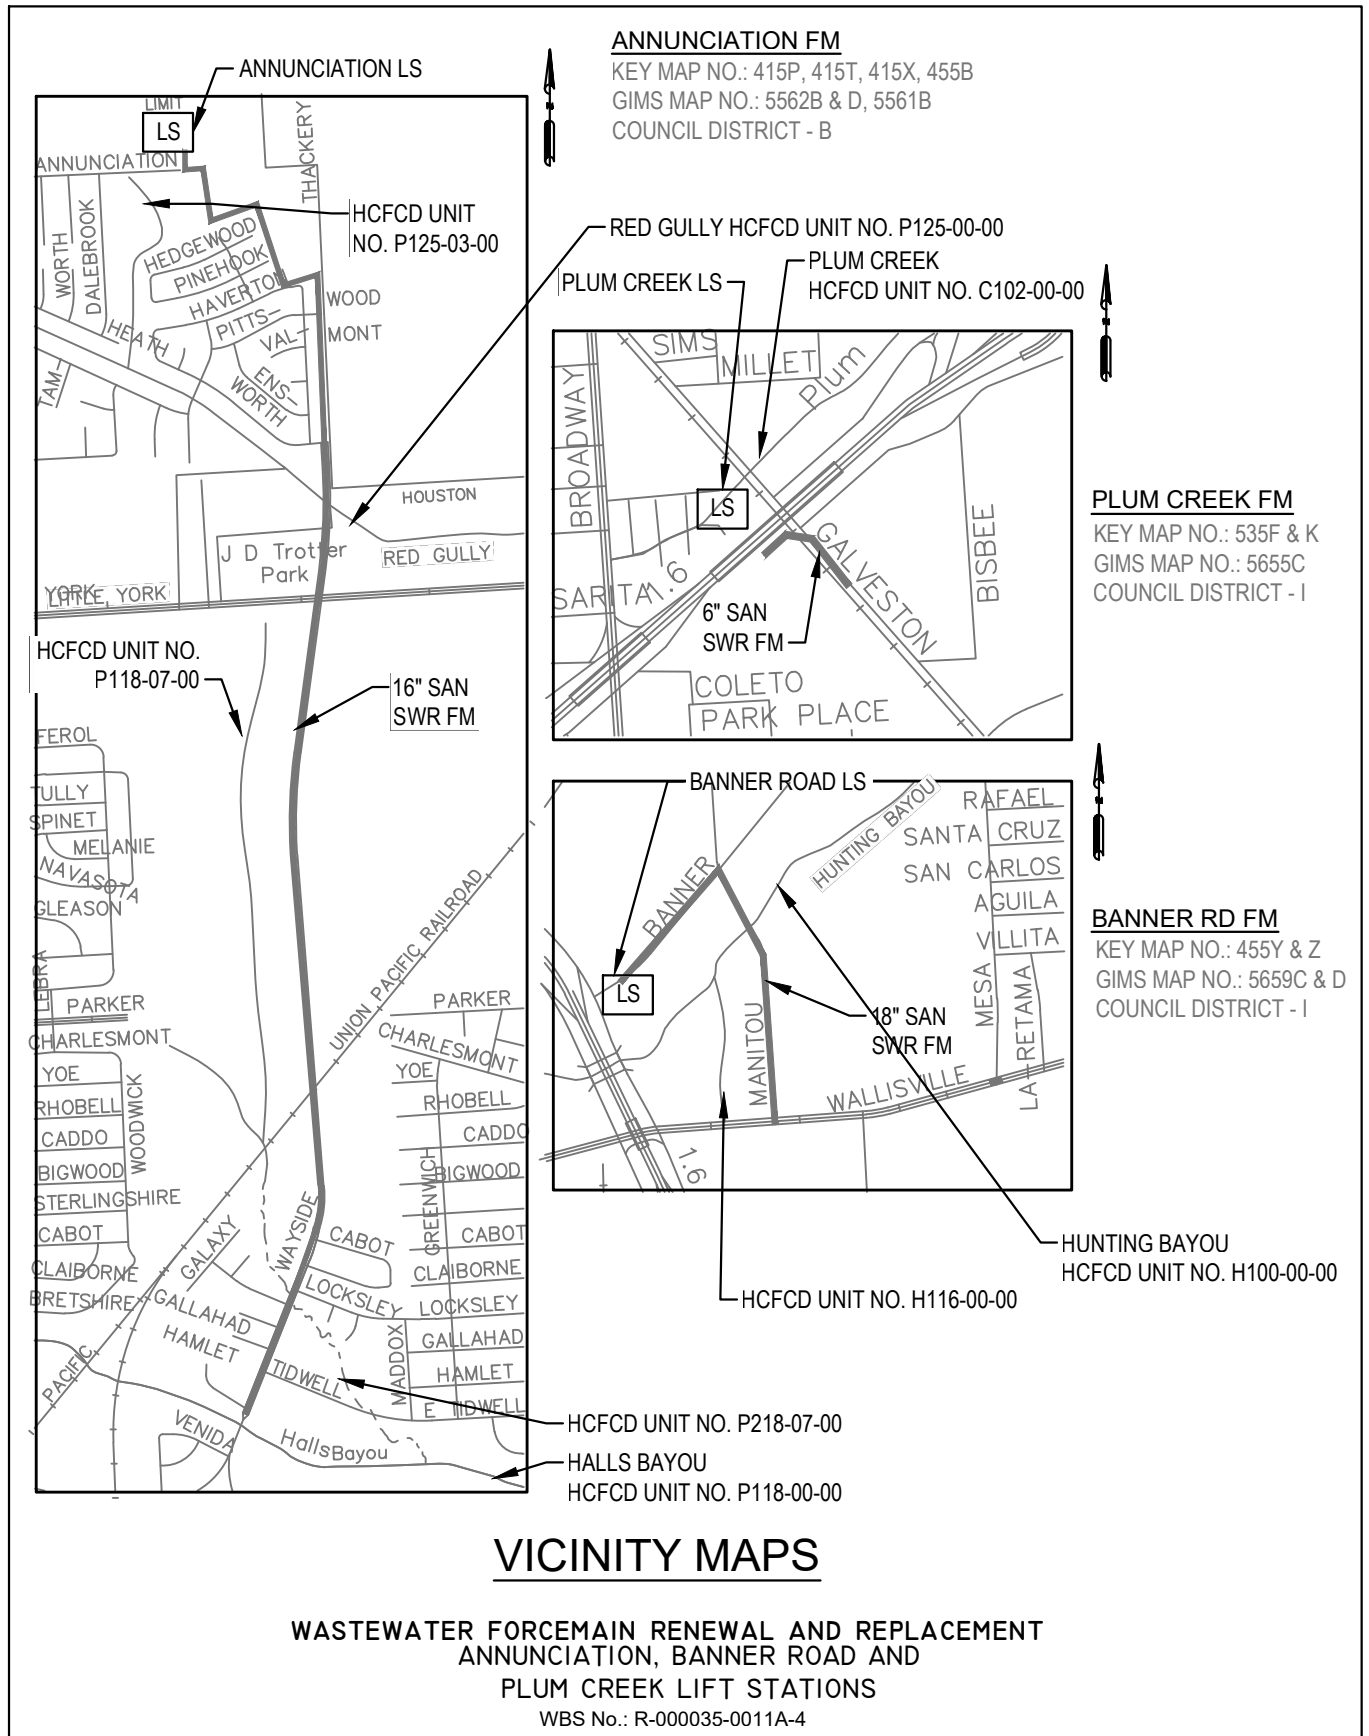 ANNUNCIATION FM
KEY MAP NO.: 415P, 415T, 415X, 455B
GIMS MAP NO.: 5562B & D, 5561B
COUNCIL DISTRICT - B
ANNUNCIATION LS
LIMIT
LS
ANNUNCIATION
THACKERY
HCFCD UNIT
NO. P125-03-00
WORTH
DALEBROOK
HEDGEWOOD
PINEHOOK
HAVERTON
PITTS-
WOOD
VAL-
MONT
HEATH
TAM-
ENS-
WORTH
RED GULLY HCFCD UNIT NO. P125-00-00
HOUSTON
J D Trotter
Park
RED GULLY
YORK
LITTLE YORK
HCFCD UNIT NO.
P118-07-00
16" SAN
SWR FM
FEROL
TULLY
SPINET
MELANIE
NAVASOTA
GLEASON
LEBRA
PARKER
CHARLESMONT
YOE
RHOBELL
CADDO
BIGWOOD
STERLINGSHIRE
CABOT
CLAIBORNE
BRETSHIRE
WOODWICK
UNION PACIFIC RAILROAD
PARKER
CHARLESMONT
YOE
RHOBELL
CADDO
BIGWOOD
GREENWICH
CABOT
CLAIBORNE
LOCKSLEY
GALLAHAD
HAMLET
E TIDWELL
MADDOX
WAYSIDE
CABOT
LOCKSLEY
GALAXY
GALLAHAD
HAMLET
TIDWELL
PACIFIC
VENIDA
HallsBayou
HCFCD UNIT NO. P218-07-00
HALLS BAYOU
HCFCD UNIT NO. P118-00-00
PLUM CREEK LS
PLUM CREEK
HCFCD UNIT NO. C102-00-00
SIMS
MILLET
Plum
BROADWAY
LS
GALVESTON
BISBEE
SARITA
1.6
6" SAN
SWR FM
COLETO
PARK PLACE
PLUM CREEK FM
KEY MAP NO.: 535F & K
GIMS MAP NO.: 5655C
COUNCIL DISTRICT - I
BANNER ROAD LS
BANNER
HUNTING BAYOU
RAFAEL
SANTA CRUZ
SAN CARLOS
AGUILA
VILLITA
MESA
LA-RETAMA
LS
MANITOU
18" SAN
SWR FM
WALLISVILLE
1.6
BANNER RD FM
KEY MAP NO.: 455Y & Z
GIMS MAP NO.: 5659C & D
COUNCIL DISTRICT - I
HUNTING BAYOU
HCFCD UNIT NO. H100-00-00
HCFCD UNIT NO. H116-00-00
VICINITY MAPS
WASTEWATER FORCEMAIN RENEWAL AND REPLACEMENT
ANNUNCIATION, BANNER ROAD AND
PLUM CREEK LIFT STATIONS
WBS No.: R-000035-0011A-4